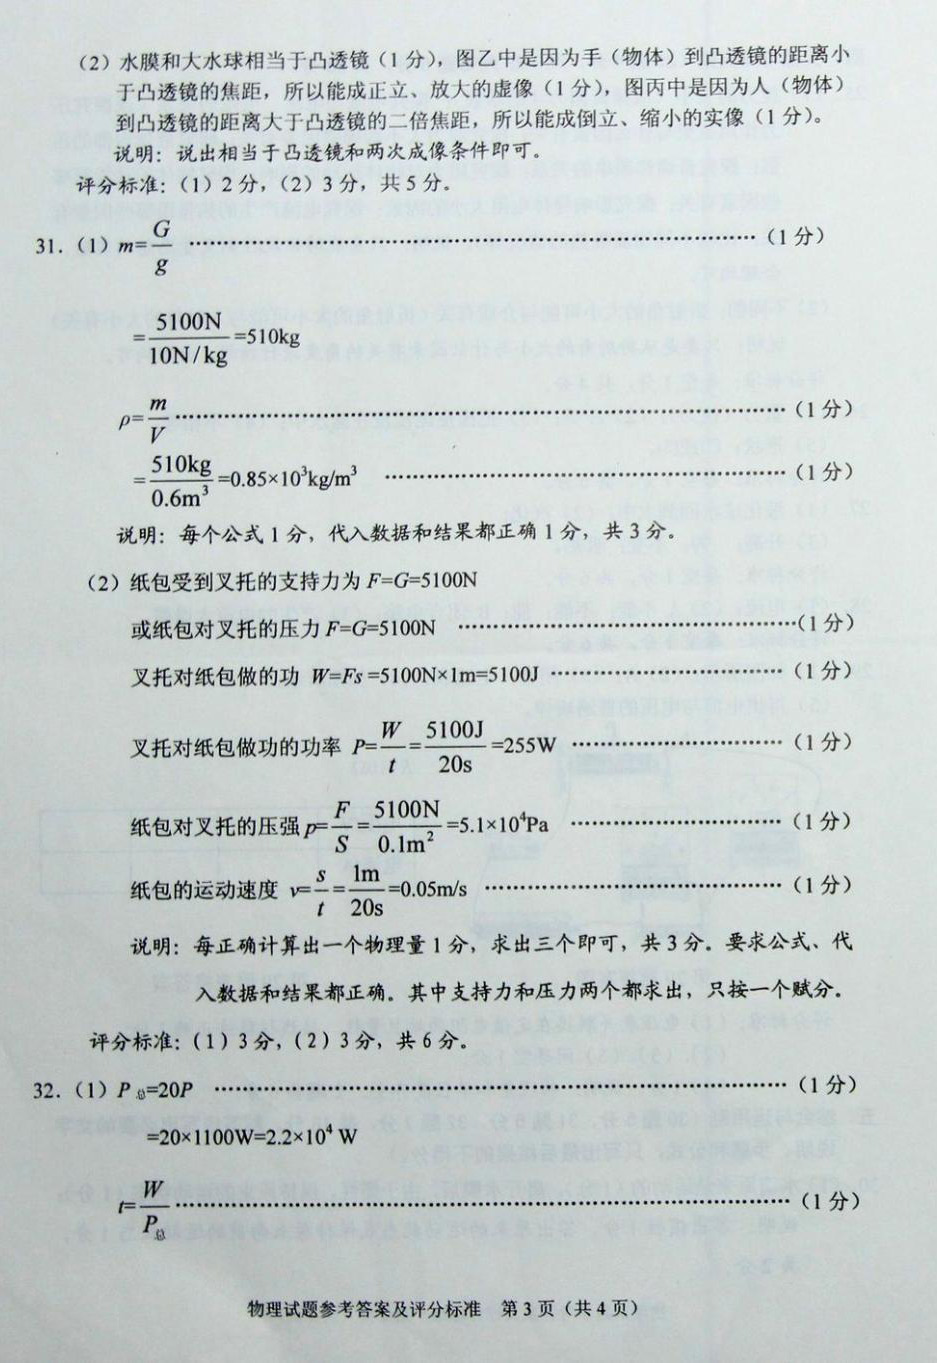 (2) 水膜和大水球相当于凸透镜(1分),图乙中是因为手(物体)到凸透镜的距离小
于凸透镜的焦距,所以能成正立、放大的虚像(1分),图丙中是因为人(物体)
到凸透镜的距离大于凸透镜的二倍焦距,所以能成倒立、缩小的实像(1分)。
说明:说出相当于凸透镜和两次成像条件即可。
评分标准:(1)2分,(2)3分,共5分。
31.(1) m=G/g ……(1分)
=5100N/10N/kg=510kg
ρ=m/V ……(1分)
=510kg/0.6m³=0.85×10³kg/m³ ……(1分)
说明:每个公式1分,代入数据和结果都正确1分,共3分。
(2)纸包受到叉托的支持力为 F=G=5100N
或纸包对叉托的压力 F=G=5100N ……(1分)
叉托对纸包做的功 W=Fs=5100N×1m=5100J ……(1分)
叉托对纸包做功的功率 P=W/t=5100J/20s=255W ……(1分)
纸包对叉托的压强 p=F/S=5100N/0.1m²=5.1×10⁴Pa ……(1分)
纸包的运动速度 v=s/t=1m/20s=0.05m/s ……(1分)
说明:每正确计算出一个物理量1分,求出三个即可,共3分。要求公式、代
入数据和结果都正确。其中支持力和压力两个都求出,只按一个赋分。
评分标准:(1)3分,(2)3分,共6分。
32.(1) P总=20P ……(1分)
=20×1100W=2.2×10⁴ W
t=W/P总 ……(1分)
物理试题参考答案及评分标准 第3页(共4页)